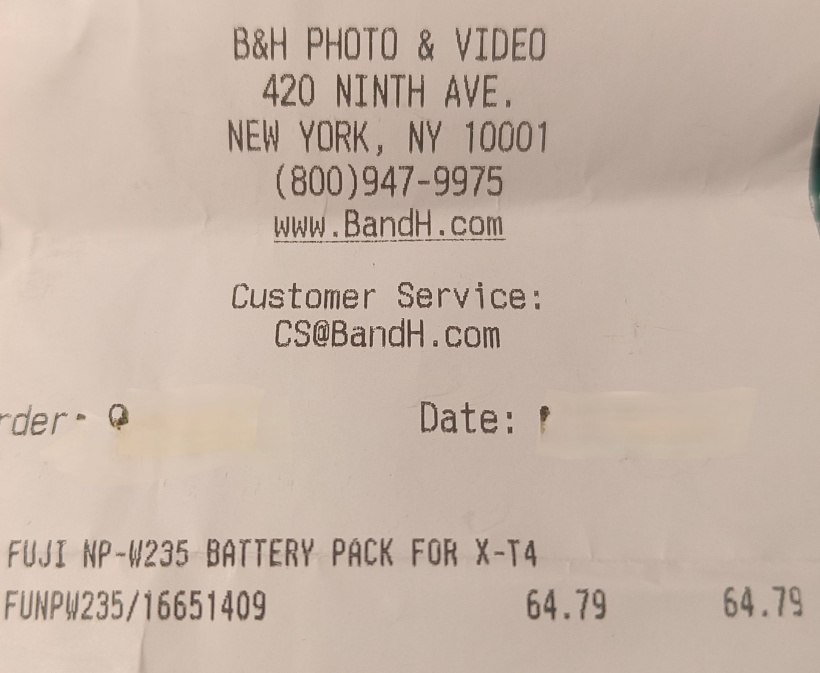 B&H PHOTO & VIDEO
420 NINTH AVE.
NEW YORK, NY 10001
(800)947-9975
www.BandH.com
Customer Service:
CS@BandH.com
rder- Date:
FUJI NP-W235 BATTERY PACK FOR X-T4
FUNPW235/16651409 64.79 64.79